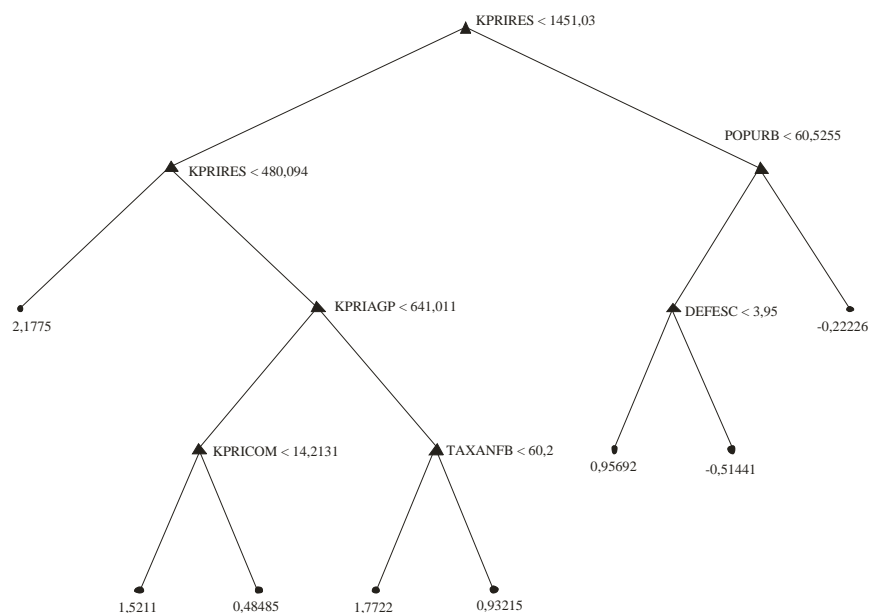 KPRIRES < 1451,03
POPURB < 60,5255
KPRIRES < 480,094
KPRIAGP < 641,011
DEFESC < 3,95
2,1775
-0,22226
KPRICOM < 14,2131
TAXANFB < 60,2
0,95692
-0,51441
1,5211
0,48485
1,7722
0,93215